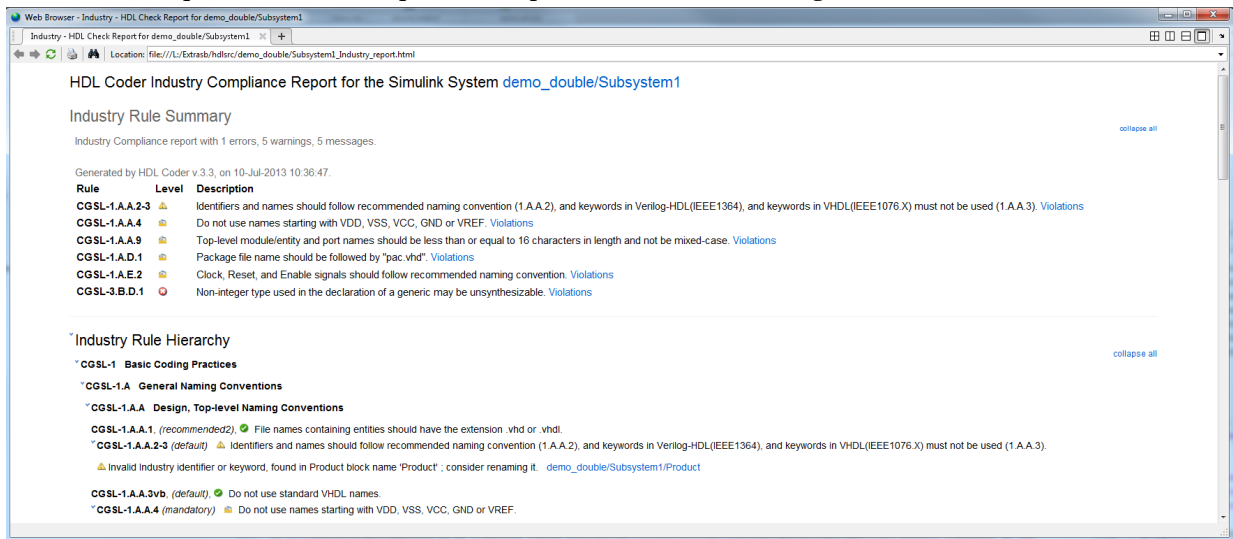 Web Browser - Industry - HDL Check Report for demo_double/Subsystem1
Industry - HDL Check Report for demo_double/Subsystem1
Location: file:///L:/Extrasb/hdlsrc/demo_double/Subsystem1_Industry_report.html
HDL Coder Industry Compliance Report for the Simulink System demo_double/Subsystem1
Industry Rule Summary
collapse all
Industry Compliance report with 1 errors, 5 warnings, 5 messages.
Generated by HDL Coder v.3.3, on 10-Jul-2013 10:36:47.
Rule Level Description
CGSL-1.A.A.2-3 Identifiers and names should follow recommended naming convention (1.A.A.2), and keywords in Verilog-HDL(IEEE1364), and keywords in VHDL(IEEE1076.X) must not be used (1.A.A.3). Violations
CGSL-1.A.A.4 Do not use names starting with VDD, VSS, VCC, GND or VREF. Violations
CGSL-1.A.A.9 Top-level module/entity and port names should be less than or equal to 16 characters in length and not be mixed-case. Violations
CGSL-1.A.D.1 Package file name should be followed by "pac.vhd". Violations
CGSL-1.A.E.2 Clock, Reset, and Enable signals should follow recommended naming convention. Violations
CGSL-3.B.D.1 Non-integer type used in the declaration of a generic may be unsynthesizable. Violations
Industry Rule Hierarchy
collapse all
CGSL-1 Basic Coding Practices
CGSL-1.A General Naming Conventions
CGSL-1.A.A Design, Top-level Naming Conventions
CGSL-1.A.A.1, (recommended2), File names containing entities should have the extension .vhd or .vhdl.
CGSL-1.A.A.2-3 (default) Identifiers and names should follow recommended naming convention (1.A.A.2), and keywords in Verilog-HDL(IEEE1364), and keywords in VHDL(IEEE1076.X) must not be used (1.A.A.3).
Invalid Industry identifier or keyword, found in Product block name 'Product' ; consider renaming it. demo_double/Subsystem1/Product
CGSL-1.A.A.3vb, (default), Do not use standard VHDL names.
CGSL-1.A.A.4 (mandatory) Do not use names starting with VDD, VSS, VCC, GND or VREF.